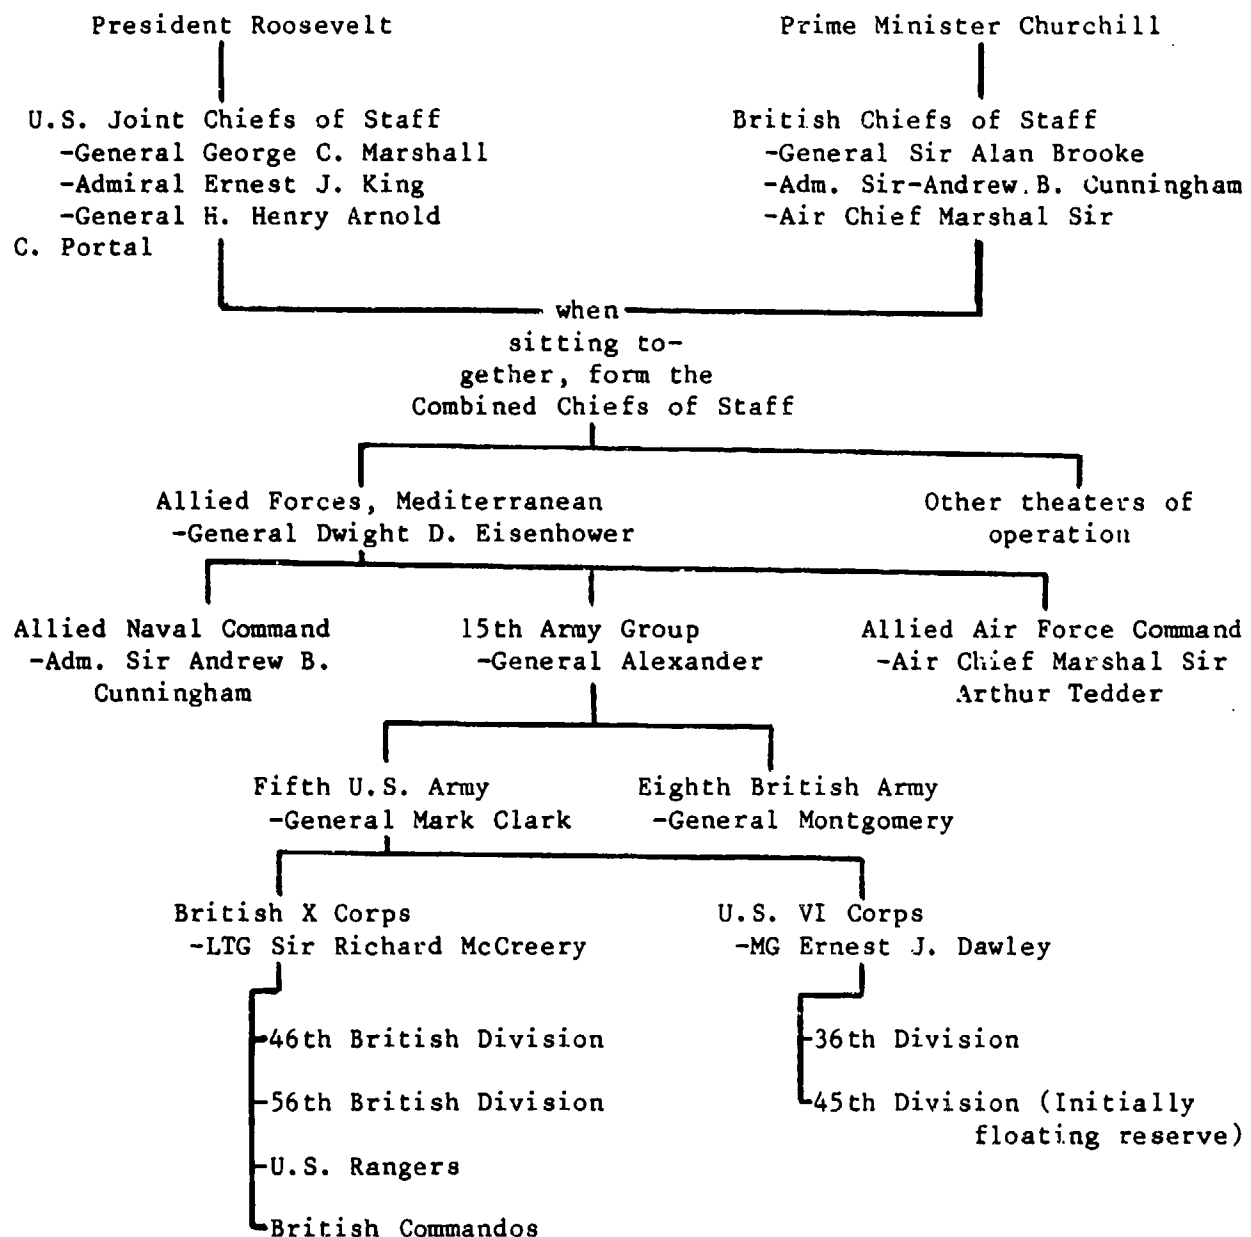 President Roosevelt
Prime Minister Churchill
U.S. Joint Chiefs of Staff
-General George C. Marshall
-Admiral Ernest J. King
-General H. Henry Arnold
C. Portal
British Chiefs of Staff
-General Sir Alan Brooke
-Adm. Sir-Andrew.B. Cunningham
-Air Chief Marshal Sir
when
sitting to-
gether, form the
Combined Chiefs of Staff
Allied Forces, Mediterranean
-General Dwight D. Eisenhower
Other theaters of
operation
Allied Naval Command
-Adm. Sir Andrew B.
Cunningham
15th Army Group
-General Alexander
Allied Air Force Command
-Air Chief Marshal Sir
Arthur Tedder
Fifth U.S. Army
-General Mark Clark
Eighth British Army
-General Montgomery
British X Corps
-LTG Sir Richard McCreery
U.S. VI Corps
-MG Ernest J. Dawley
-46th British Division
-56th British Division
-U.S. Rangers
-British Commandos
-36th Division
-45th Division (Initially
floating reserve)